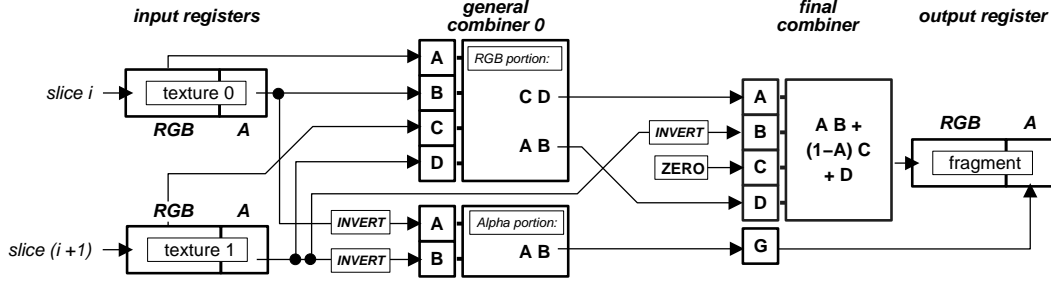 input registers
general
combiner 0
final
combiner
output register
slice i
texture 0
RGB A
A
B
C
D
RGB portion:
C D
A B
INVERT
ZERO
A
B
C
D
A B +
(1−A) C
+ D
RGB A
fragment
RGB A
slice (i +1)
texture 1
INVERT
INVERT
A
B
Alpha portion:
A B
G